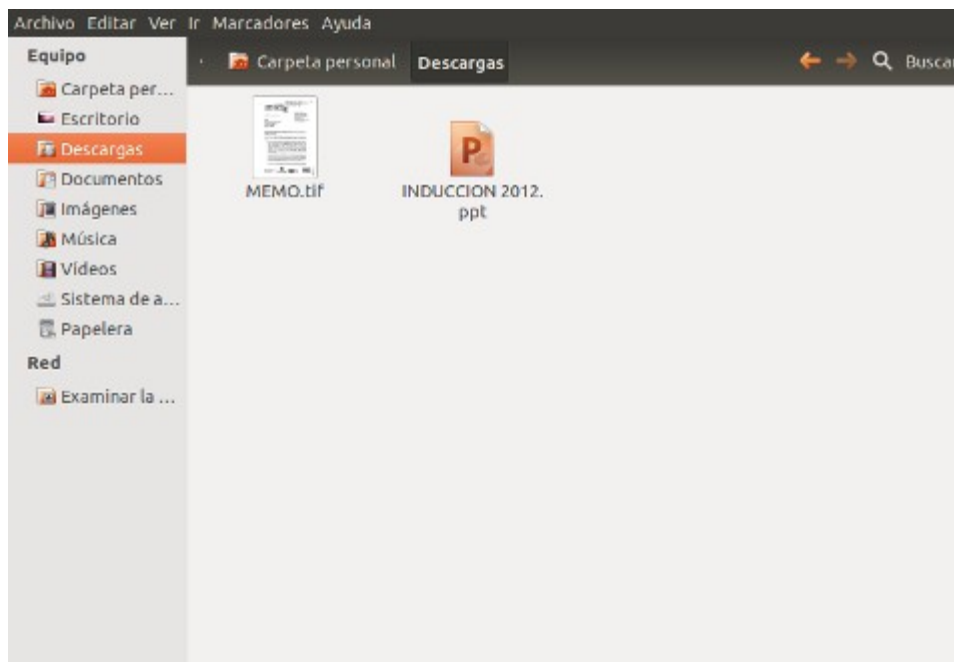 Archivo Editar Ver Ir Marcadores Ayuda
Equipo
Carpeta per...
Escritorio
Descargas
Documentos
Imágenes
Música
Vídeos
Sistema de a...
Papelera
Red
Examinar la ...
Carpeta personal Descargas Buscar
MEMO.tif
INDUCCION 2012.
ppt